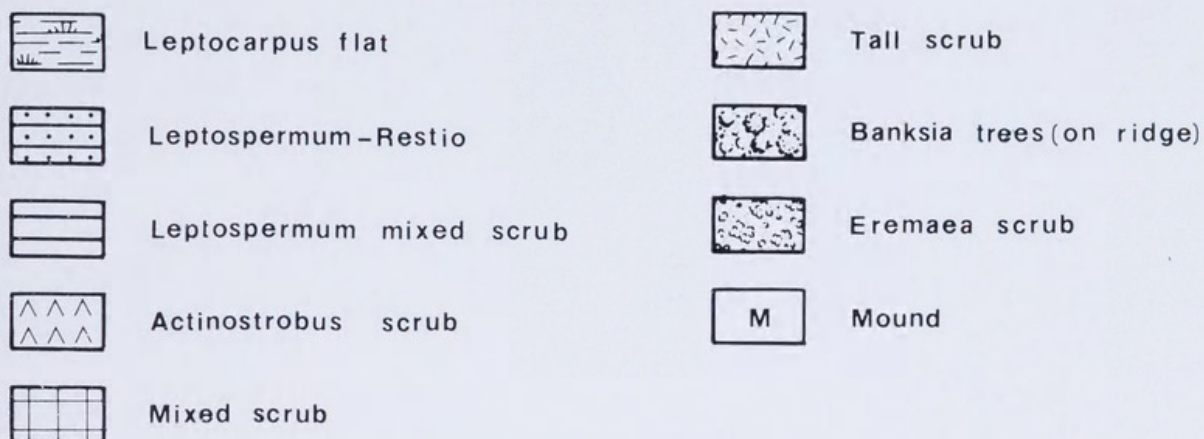 Leptocarpus flat
Leptospermum-Restio
Leptospermum mixed scrub
Actinostrobus scrub
Mixed scrub
Tall scrub
Banksia trees (on ridge)
Eremaea scrub
M Mound